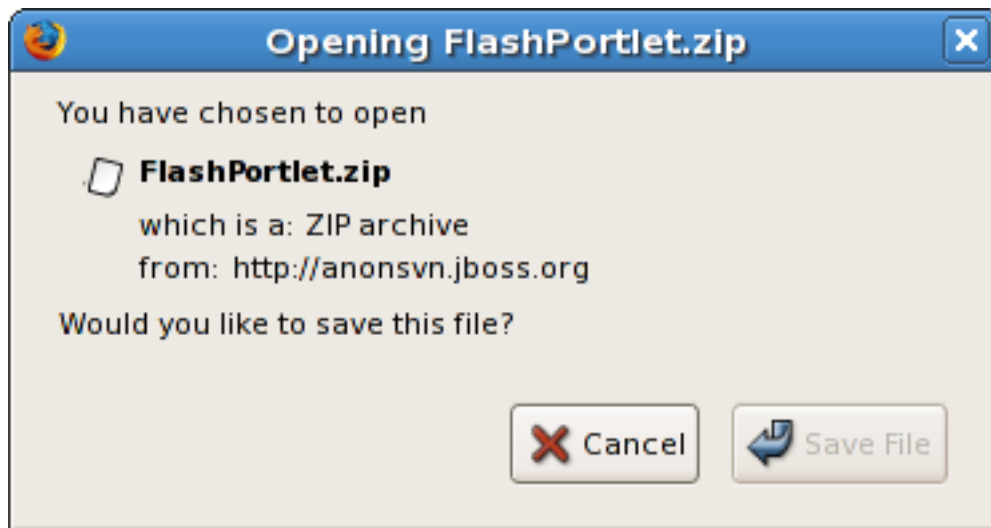 Opening FlashPortlet.zip
You have chosen to open
FlashPortlet.zip
which is a: ZIP archive
from: http://anonsvn.jboss.org
Would you like to save this file?
Cancel
Save File